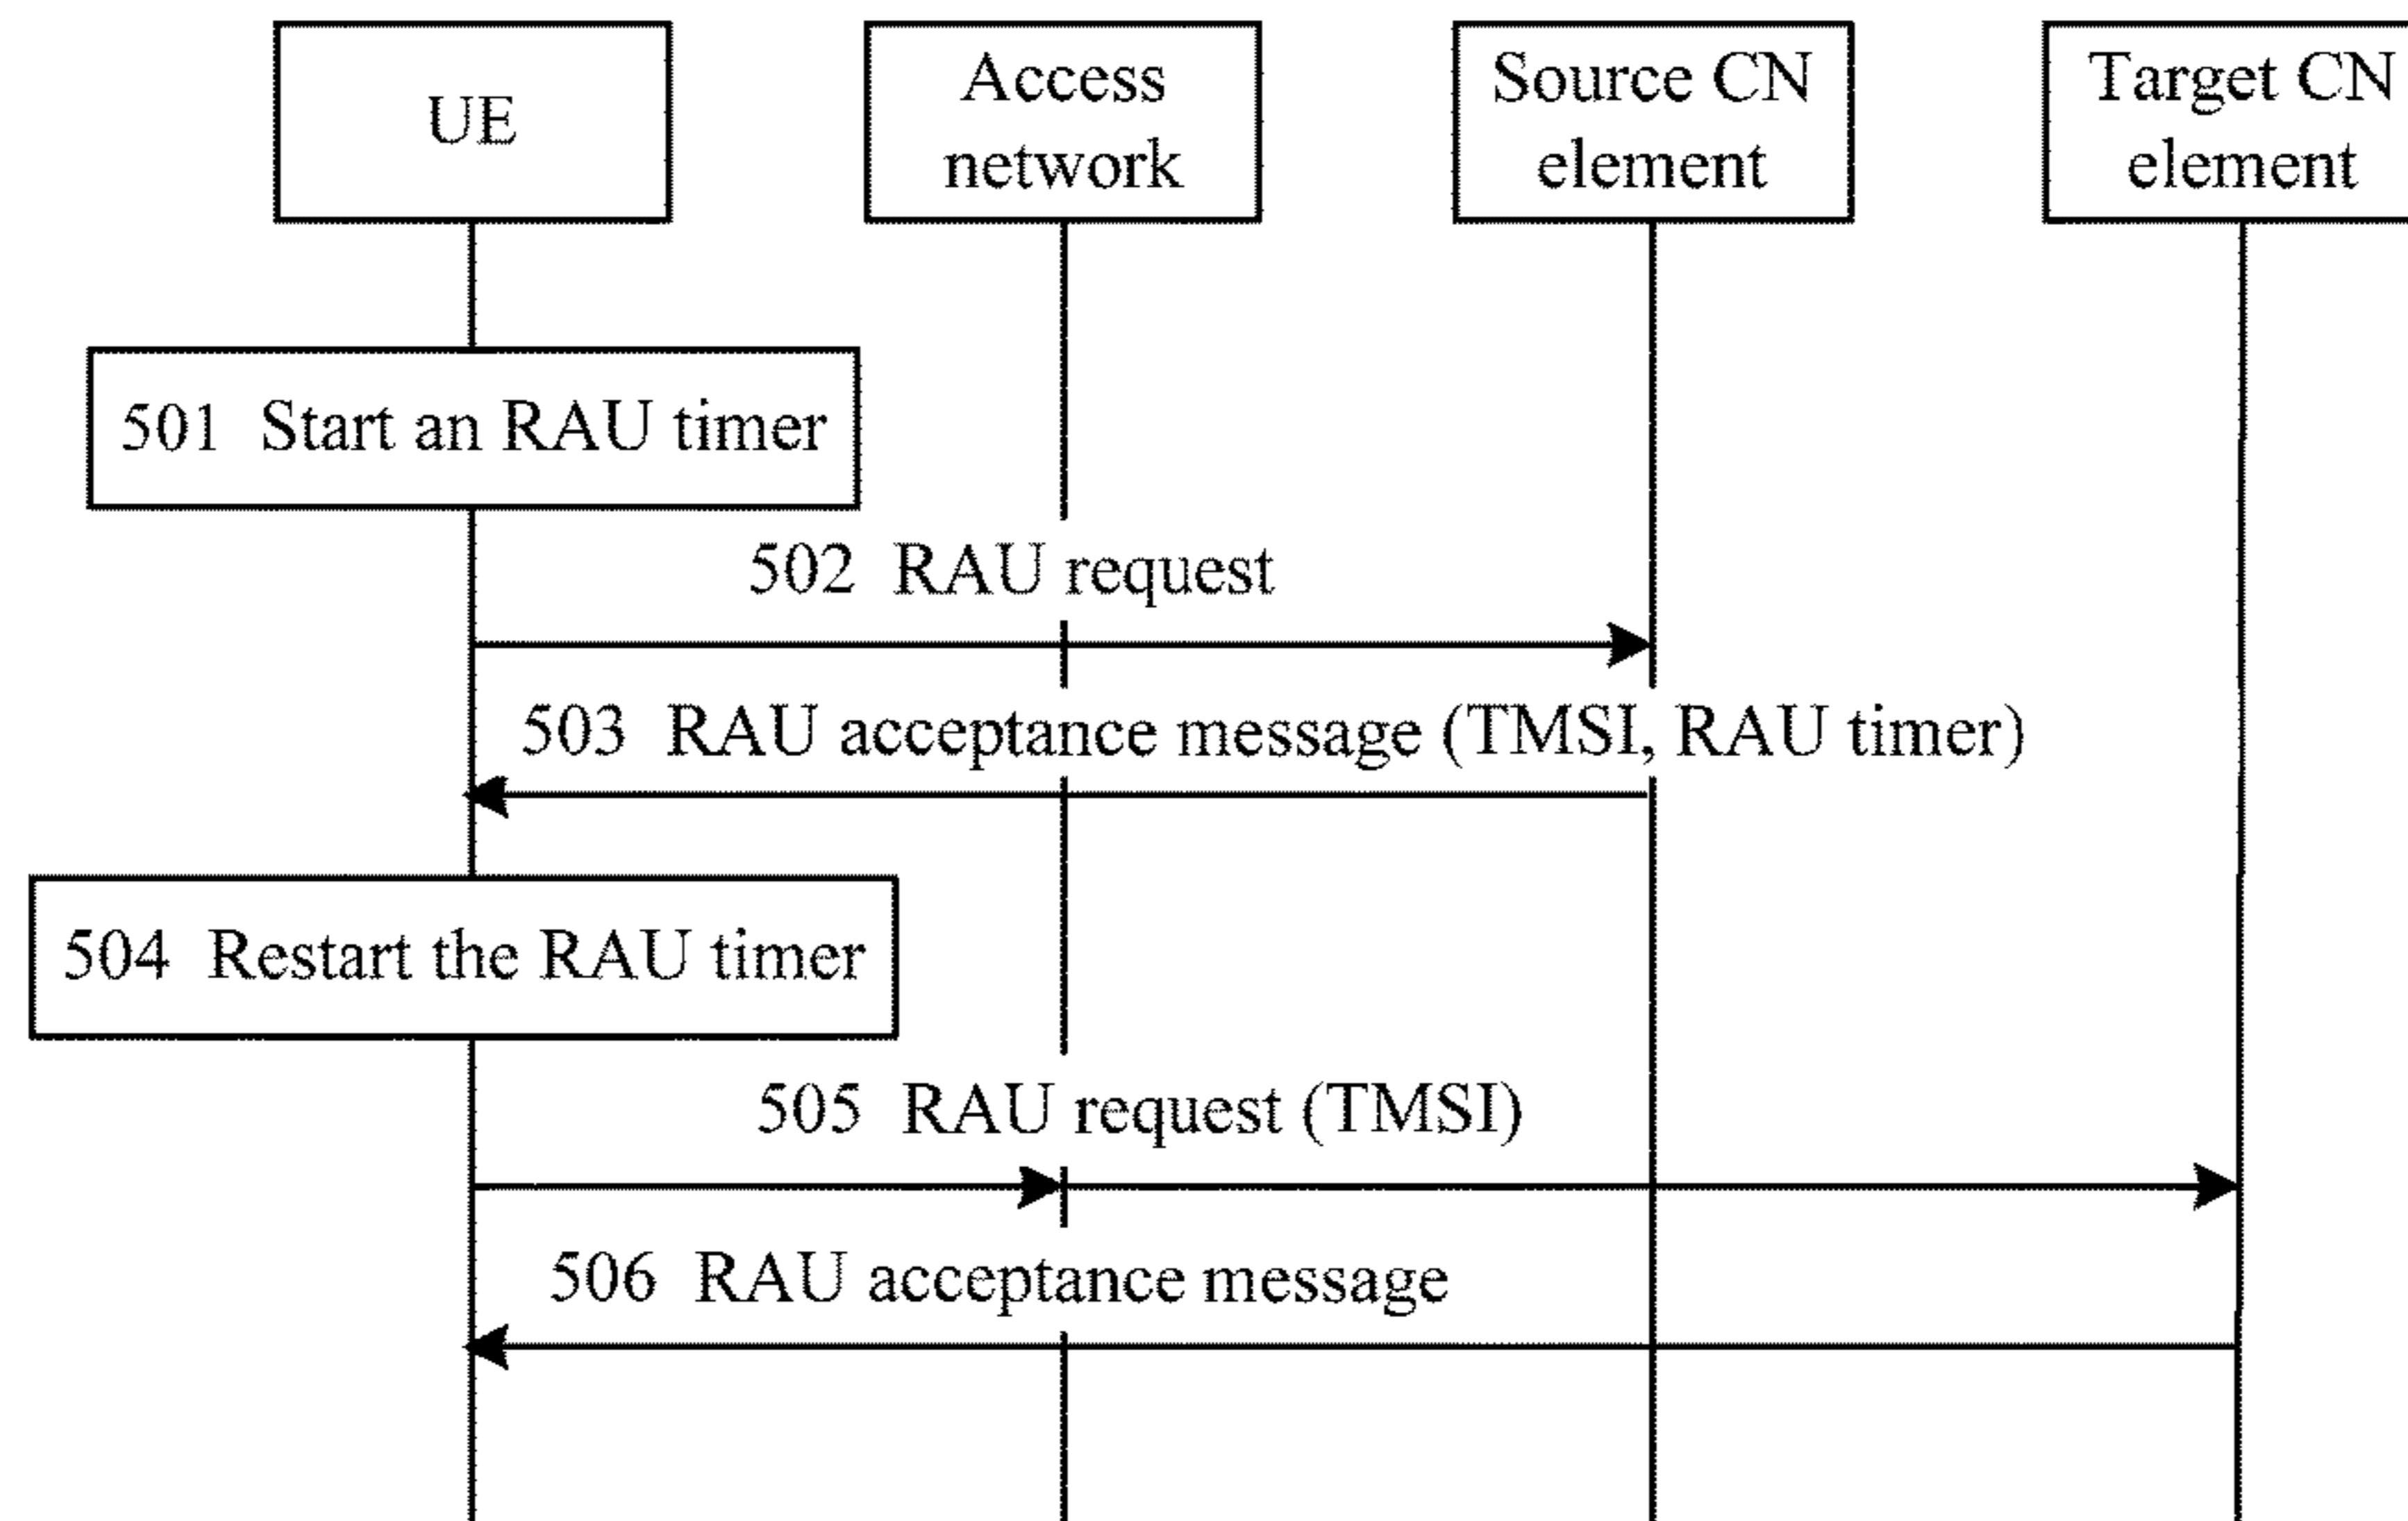 UE
Access
network
Source CN
element
Target CN
element
501 Start an RAU timer
502 RAU request
503 RAU acceptance message (TMSI, RAU timer)
504 Restart the RAU timer
505 RAU request (TMSI)
506 RAU acceptance message